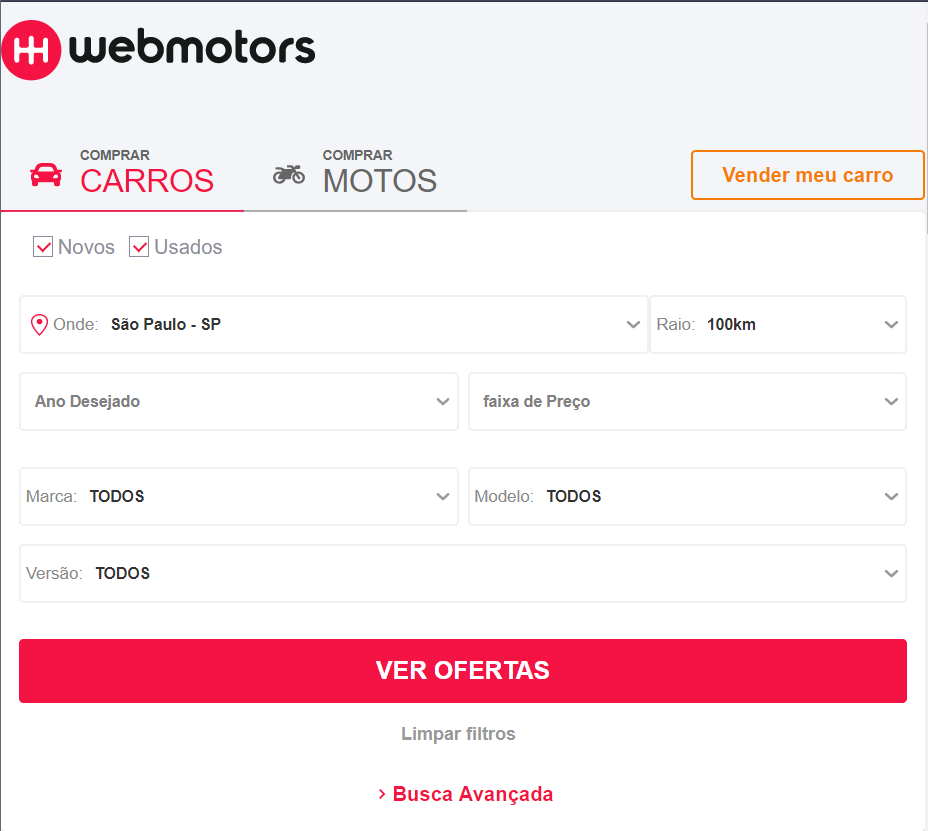 webmotors
COMPRAR
CARROS
COMPRAR
MOTOS
Vender meu carro
Novos Usados
Onde: São Paulo - SP Raio: 100km
Ano Desejado faixa de Preço
Marca: TODOS Modelo: TODOS
Versão: TODOS
VER OFERTAS
Limpar filtros
› Busca Avançada